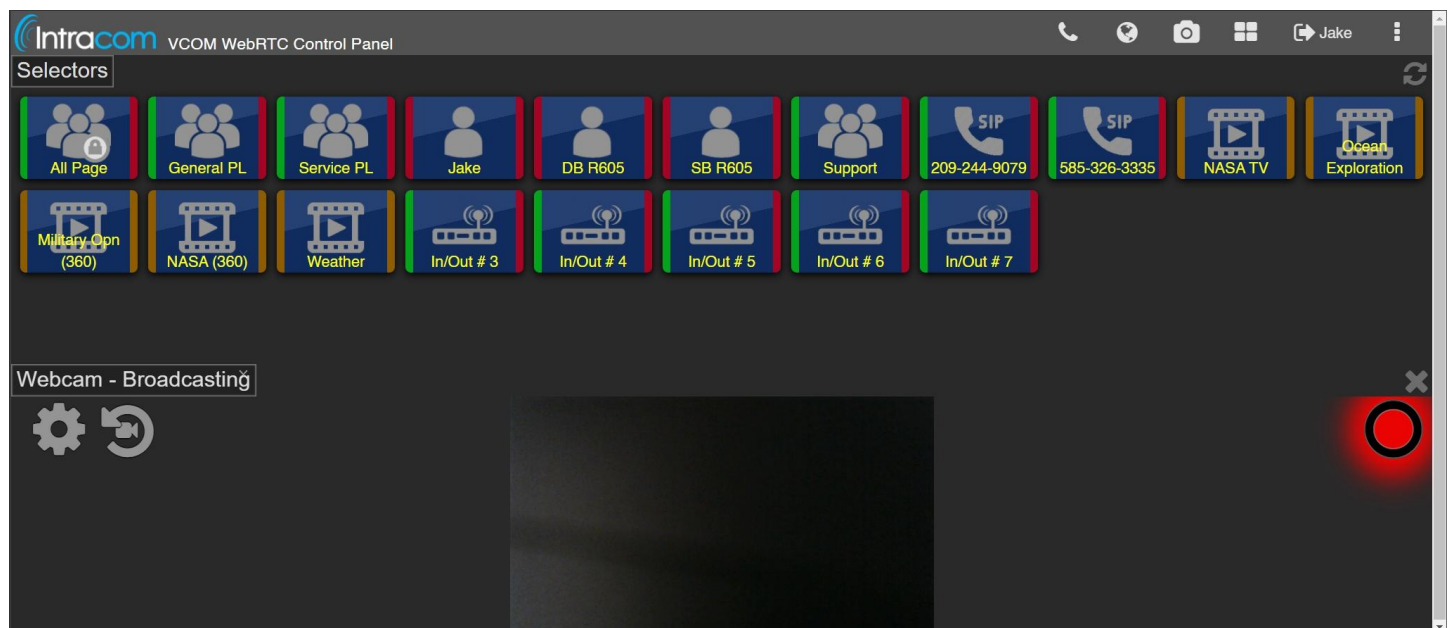 Intracom VCOM WebRTC Control Panel Jake
Selectors
All Page
General PL
Service PL
Jake
DB R605
SB R605
Support
SIP
209-244-9079
SIP
585-326-3335
NASA TV
Ocean
Exploration
Military Opn
(360)
NASA (360)
Weather
In/Out # 3
In/Out # 4
In/Out # 5
In/Out # 6
In/Out # 7
Webcam - Broadcasting